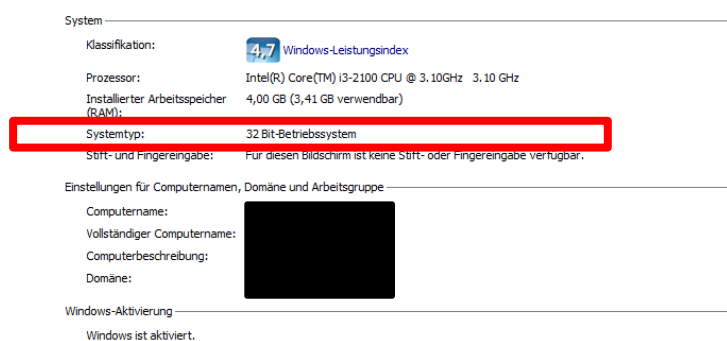 System
Klassifikation:
4,7 Windows-Leistungsindex
Prozessor: Intel(R) Core(TM) i3-2100 CPU @ 3.10GHz 3.10 GHz
Installierter Arbeitsspeicher 4,00 GB (3,41 GB verwendbar)
(RAM):
Systemtyp: 32 Bit-Betriebssystem
Stift- und Fingereingabe: Für diesen Bildschirm ist keine Stift- oder Fingereingabe verfügbar.
Einstellungen für Computernamen, Domäne und Arbeitsgruppe
Computername:
Vollständiger Computername:
Computerbeschreibung:
Domäne:
Windows-Aktivierung
Windows ist aktiviert.